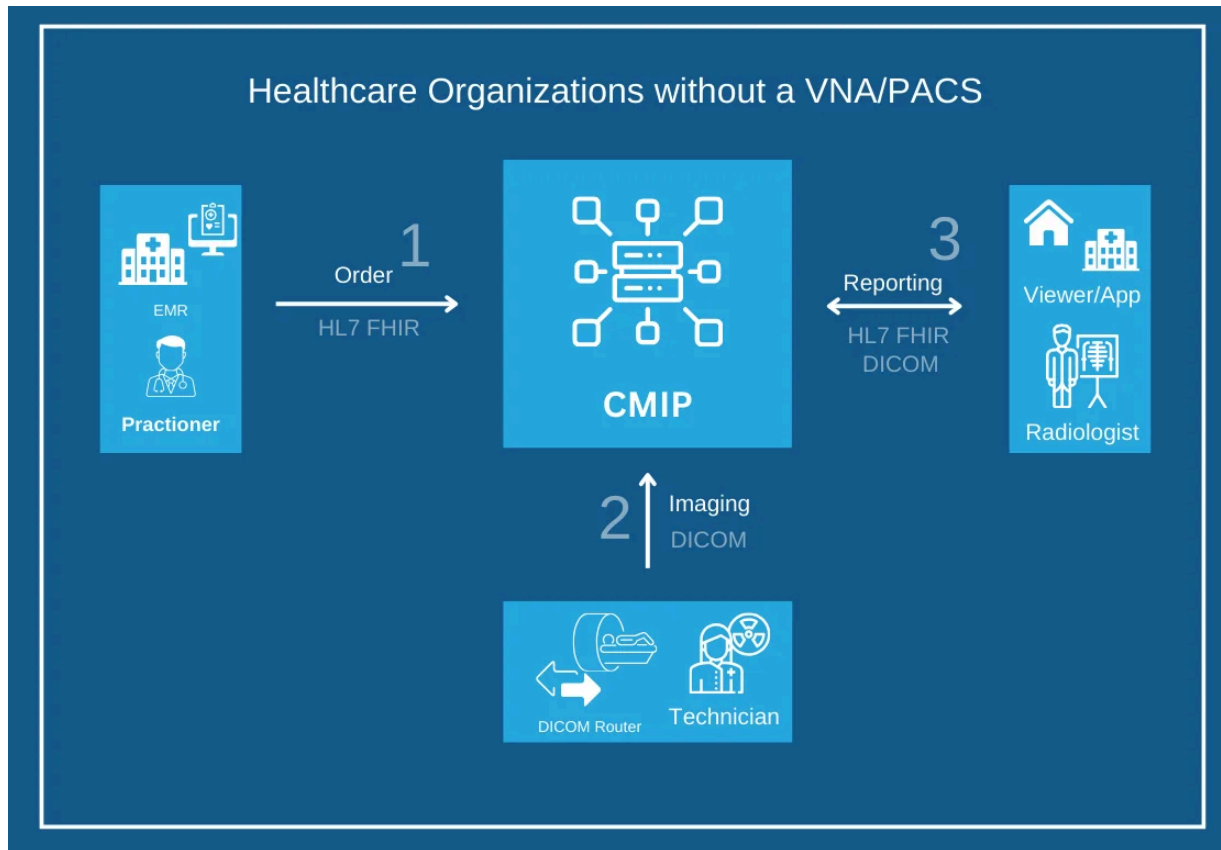 Healthcare Organizations without a VNA/PACS
EMR
Practioner
1
Order
HL7 FHIR
CMIP
3
Reporting
HL7 FHIR
DICOM
Viewer/App
Radiologist
2
Imaging
DICOM
DICOM Router
Technician